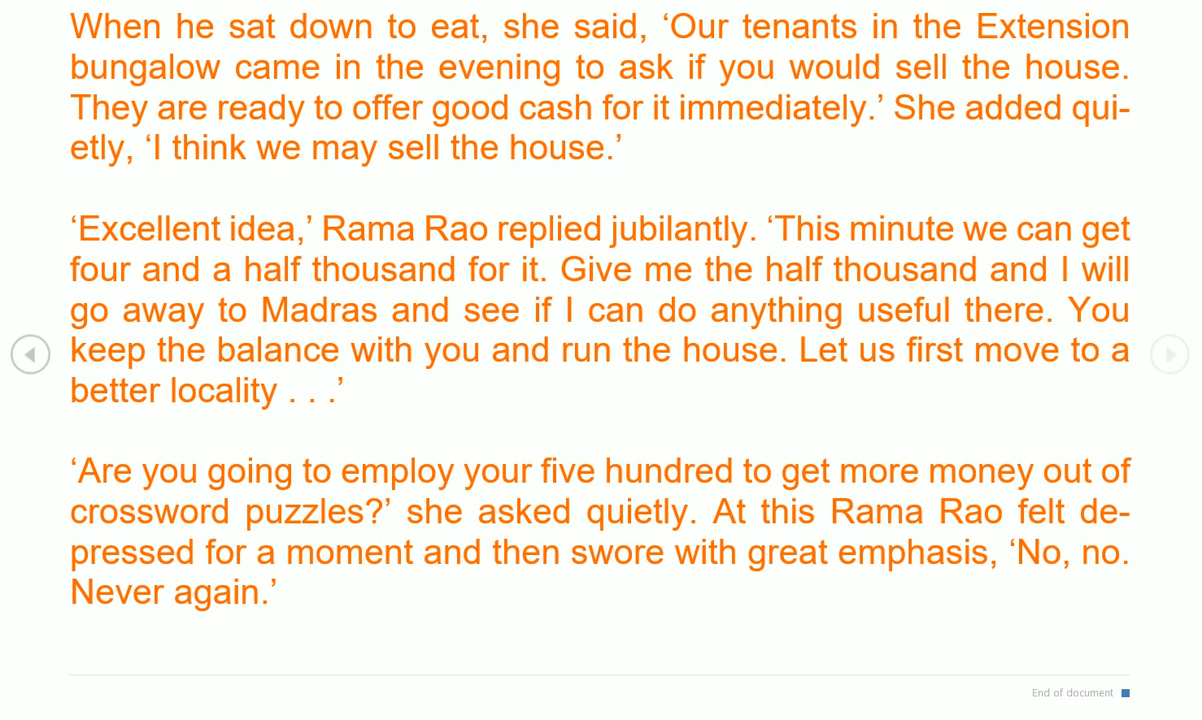 When he sat down to eat, she said, ‘Our tenants in the Extension
bungalow came in the evening to ask if you would sell the house.
They are ready to offer good cash for it immediately.’ She added qui-
etly, ‘I think we may sell the house.’
‘Excellent idea,’ Rama Rao replied jubilantly. ‘This minute we can get
four and a half thousand for it. Give me the half thousand and I will
go away to Madras and see if I can do anything useful there. You
keep the balance with you and run the house. Let us first move to a
better locality . . .’
‘Are you going to employ your five hundred to get more money out of
crossword puzzles?’ she asked quietly. At this Rama Rao felt de-
pressed for a moment and then swore with great emphasis, ‘No, no.
Never again.’
End of document